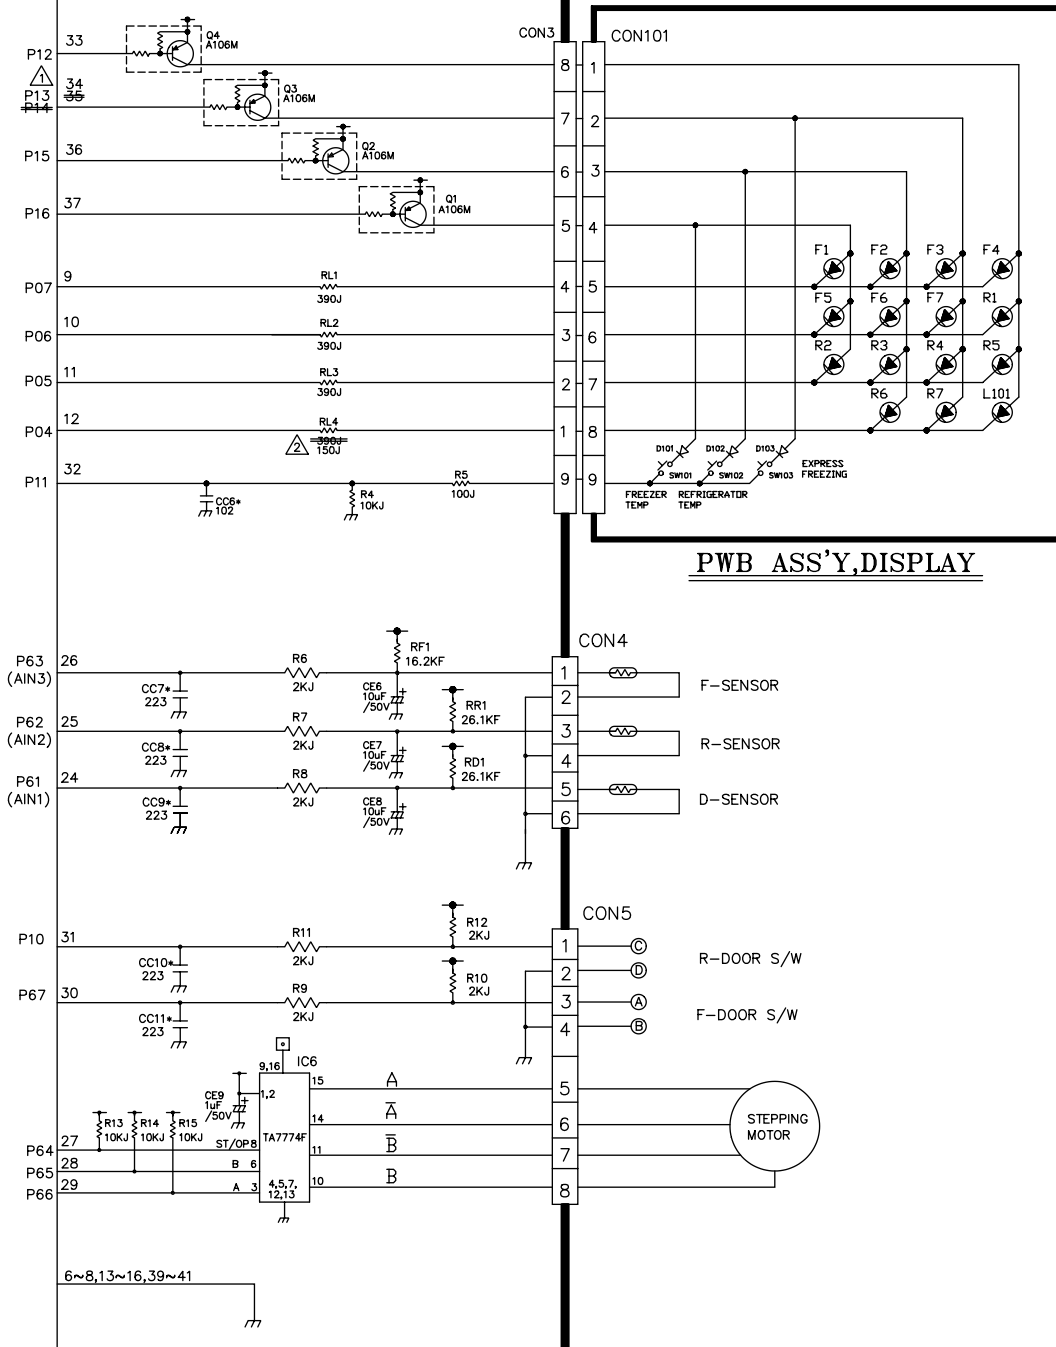 CON3
CON101
Q4
A106M
33
P12
8
1
1
34
P13
35
P14
Q3
A106M
7
2
36
P15
Q2
A106M
6
3
37
P16
Q1
A106M
5
4
F1 F2 F3 F4
9
P07
RL1
390J
4
5
F5 F6 F7 R1
10
P06
RL2
390J
3
6
R2 R3 R4 R5
11
P05
RL3
390J
2
7
R6 R7 L101
12
P04
RL4
390J
2
150J
1
8
D101 D102 D103
SW101 SW102 SW103
EXPRESS
FREEZING
32
P11
CC6*
102
R4
10KJ
R5
100J
9
9
FREEZER
TEMP
REFRIGERATOR
TEMP
PWB ASS'Y,DISPLAY
CON4
P63
(AIN3)
26
CC7*
223
R6
2KJ
RF1
16.2KF
CE6
10uF
/50V
+
1
2
F-SENSOR
P62
(AIN2)
25
CC8*
223
R7
2KJ
RR1
26.1KF
CE7
10uF
/50V
+
3
4
R-SENSOR
P61
(AIN1)
24
CC9*
223
R8
2KJ
RD1
26.1KF
CE8
10uF
/50V
+
5
6
D-SENSOR
CON5
P10
31
CC10*
223
R11
2KJ
R12
2KJ
1
C
2
D
R-DOOR S/W
P67
30
CC11*
223
R9
2KJ
R10
2KJ
3
A
4
B
F-DOOR S/W
9,16
IC6
CE9
1uF
/50V
+
1,2
15
A
5
14
A̅
6
STEPPING
MOTOR
R13
10KJ
R14
10KJ
R15
10KJ
TA7774F
P64
27
ST/OP 8
11
B̅
7
P65
28
B 6
P66
29
A 3
4,5,7,
12,13
10
B
8
6~8,13~16,39~41